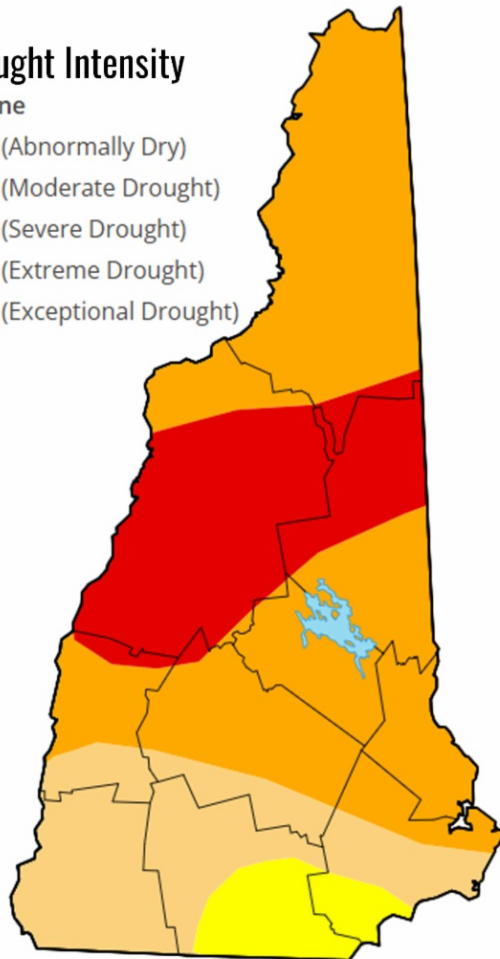 ught Intensity
ne
(Abnormally Dry)
(Moderate Drought)
(Severe Drought)
(Extreme Drought)
(Exceptional Drought)